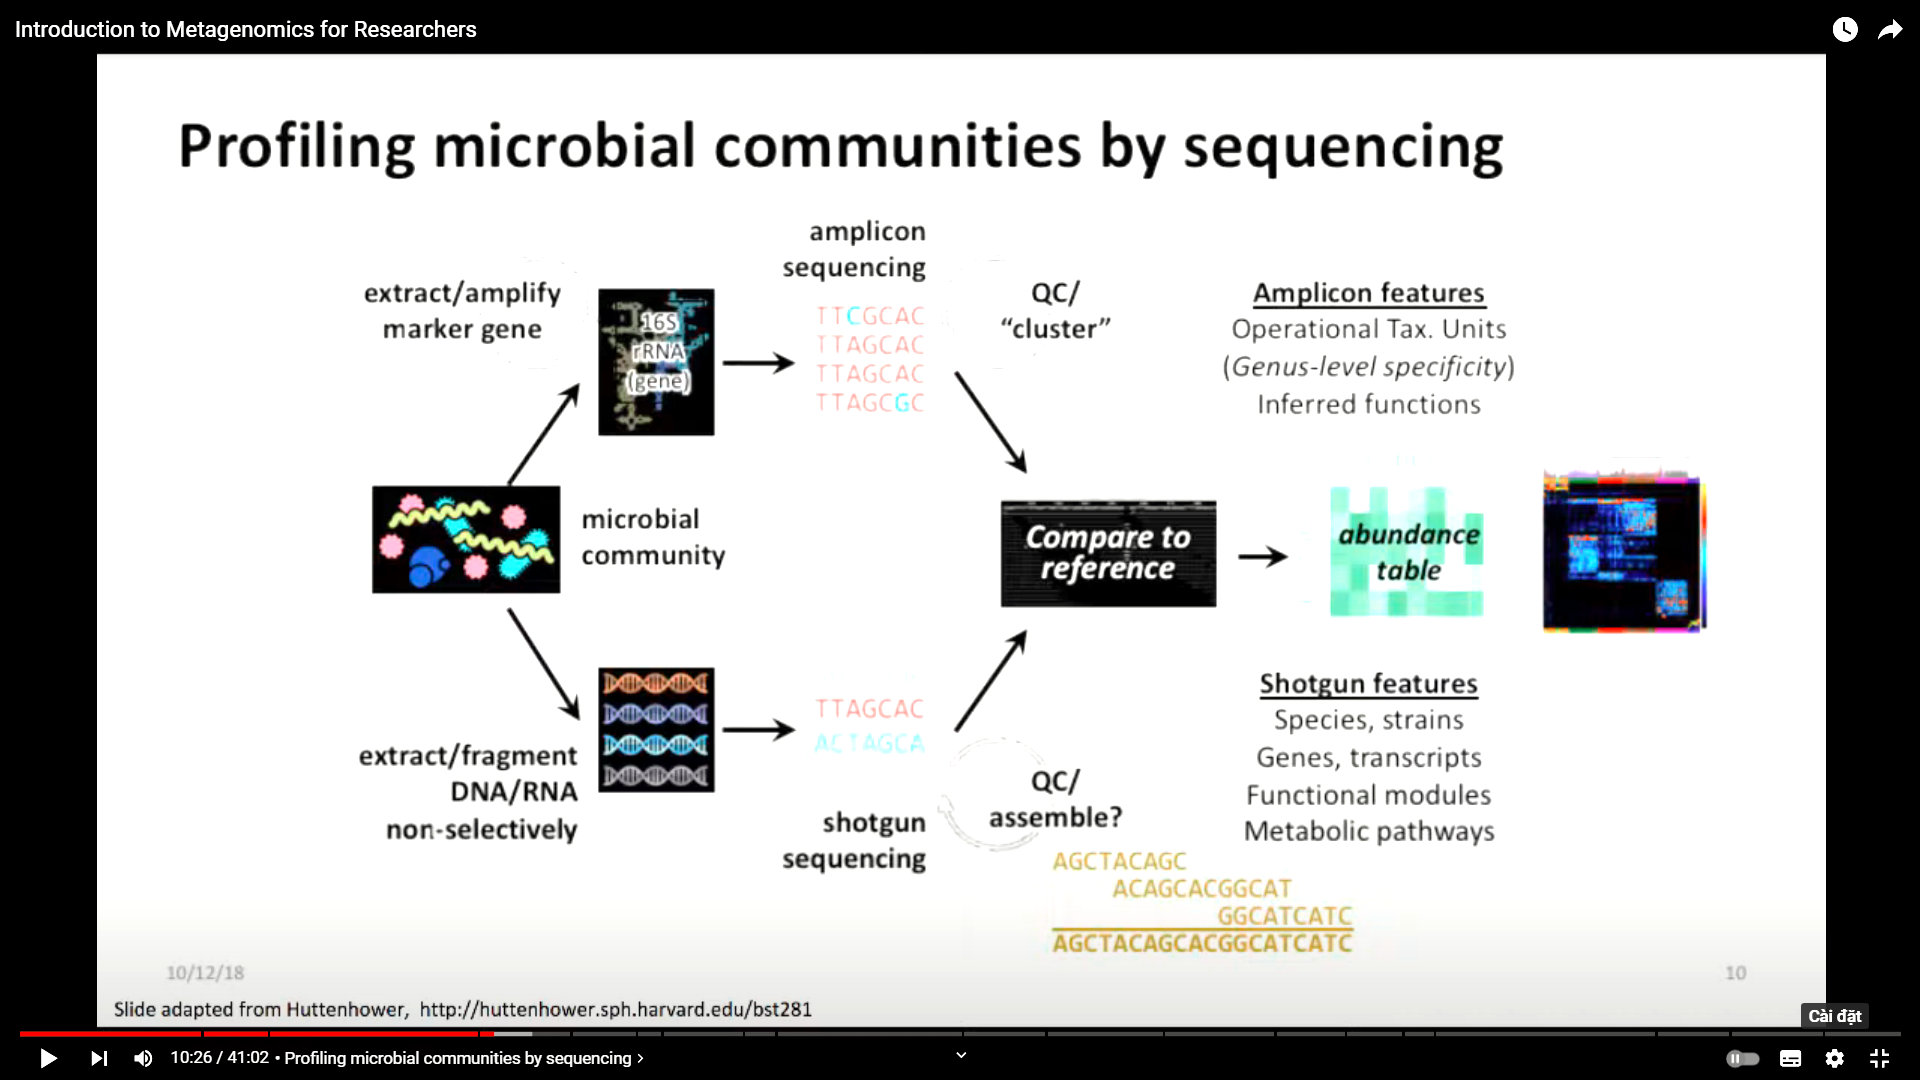 Introduction to Metagenomics for Researchers
Profiling microbial communities by sequencing
extract/amplify
marker gene
16S
rRNA
(gene)
amplicon
sequencing
TTCGCAC
TTAGCAC
TTAGCAC
TTAGCGC
QC/
“cluster”
Amplicon features
Operational Tax. Units
(Genus-level specificity)
Inferred functions
microbial
community
Compare to
reference
abundance
table
extract/fragment
DNA/RNA
non-selectively
TTAGCAC
ACTAGCA
shotgun
sequencing
QC/
assemble?
AGCTACAGC
ACAGCACGGCAT
GGCATCATC
AGCTACAGCACGGCATCATC
Shotgun features
Species, strains
Genes, transcripts
Functional modules
Metabolic pathways
10/12/18
10
Slide adapted from Huttenhower, http://huttenhower.sph.harvard.edu/bst281
Cài đặt
10:26 / 41:02 • Profiling microbial communities by sequencing ›